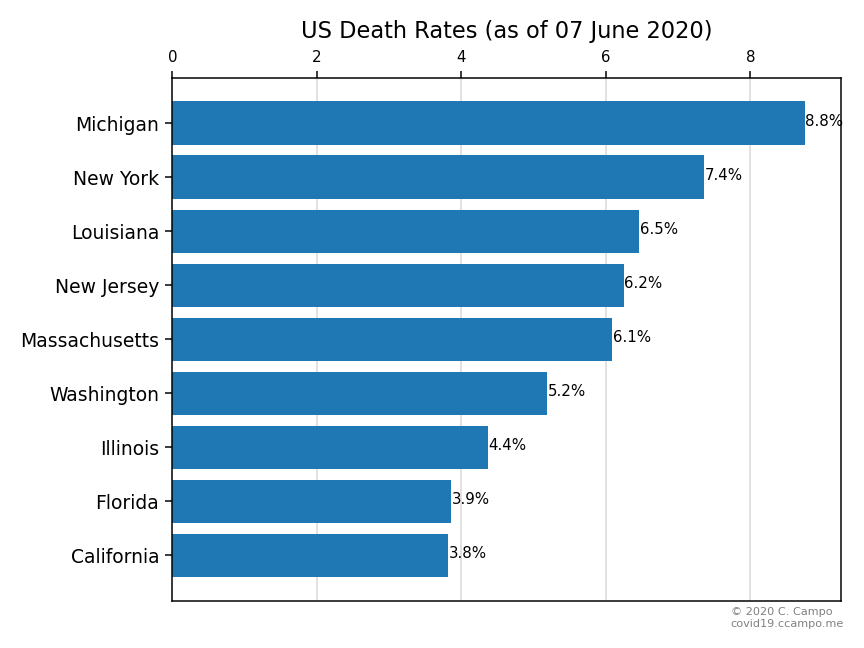 US Death Rates (as of 07 June 2020)
0 2 4 6 8
Michigan 8.8%
New York 7.4%
Louisiana 6.5%
New Jersey 6.2%
Massachusetts 6.1%
Washington 5.2%
Illinois 4.4%
Florida 3.9%
California 3.8%
© 2020 C. Campo
covid19.ccampo.me